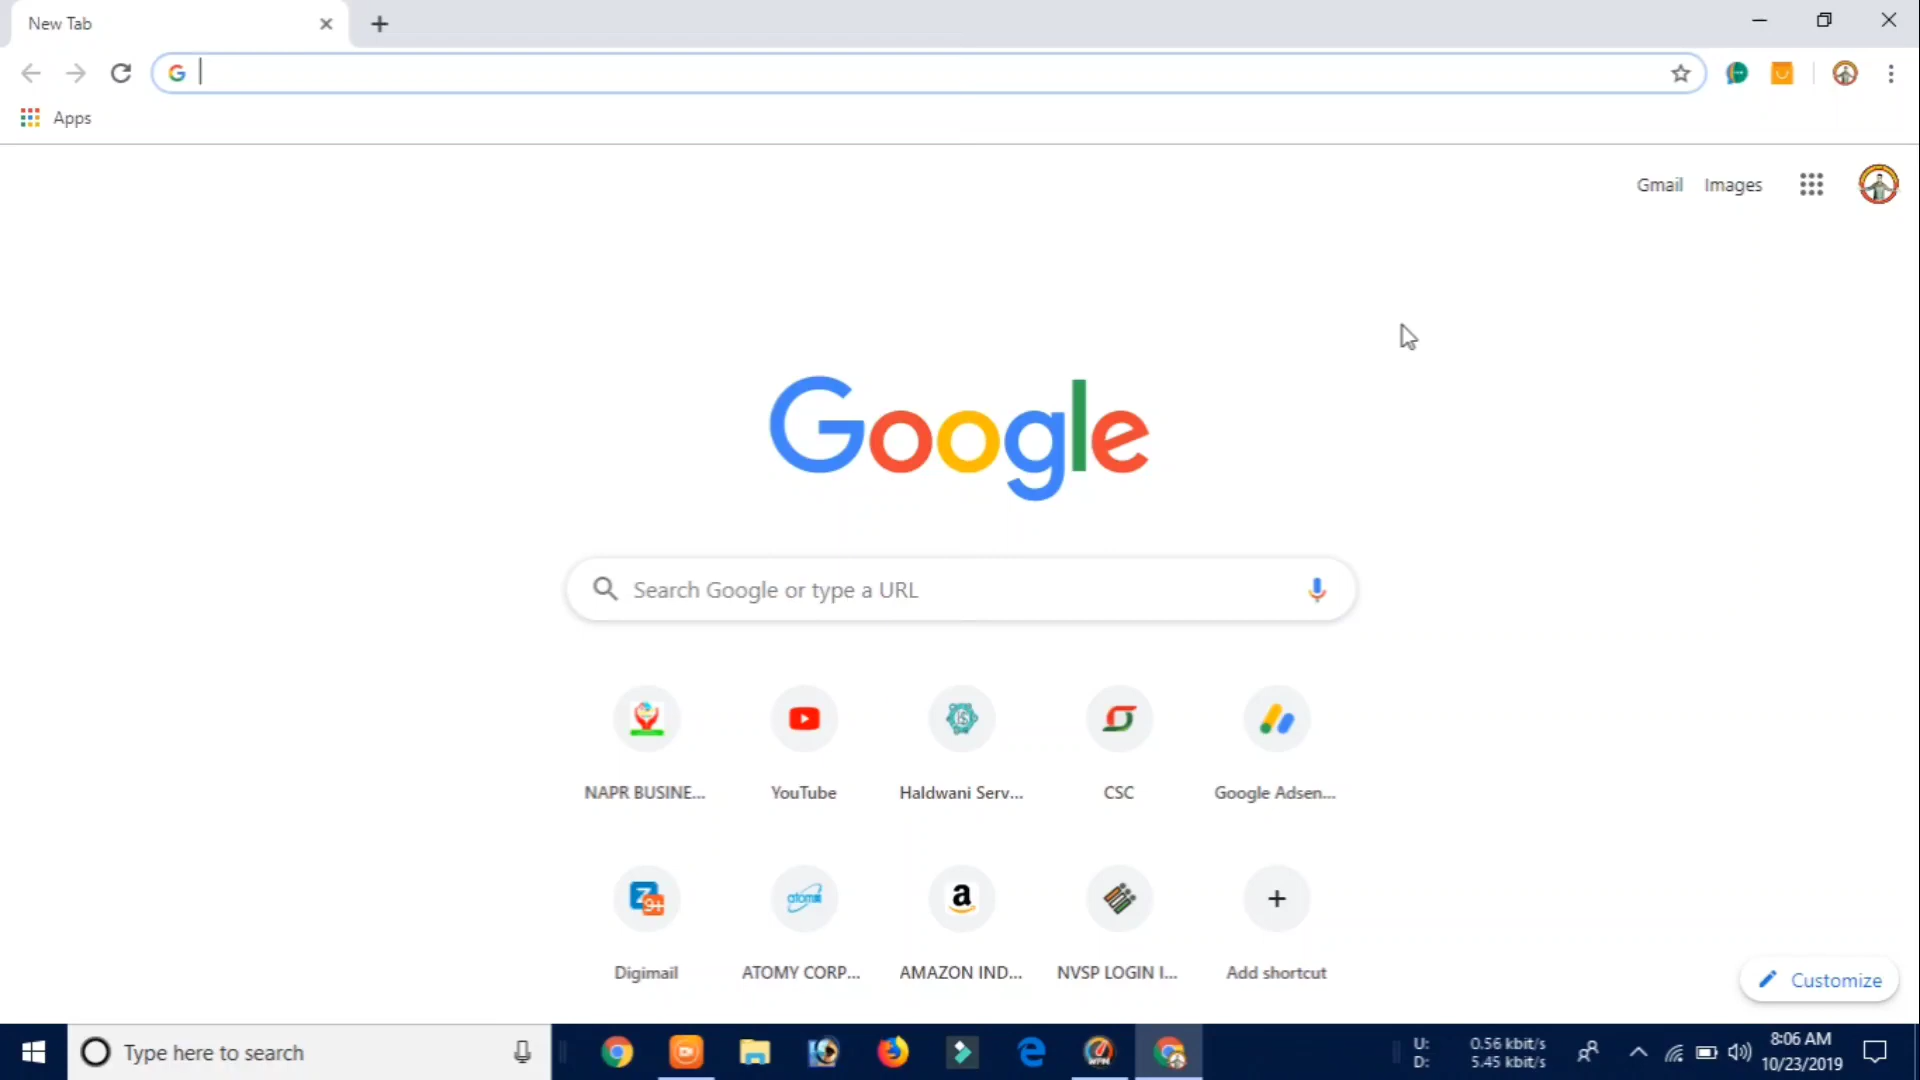 New Tab
Apps
Gmail
Images
Google
Search Google or type a URL
NAPR BUSINE...
YouTube
Haldwani Serv...
CSC
Google Adsen...
Digimail
ATOMY CORP...
AMAZON IND...
NVSP LOGIN I...
Add shortcut
Customize
Type here to search
U: 0.56 kbit/s
D: 5.45 kbit/s
8:06 AM
10/23/2019